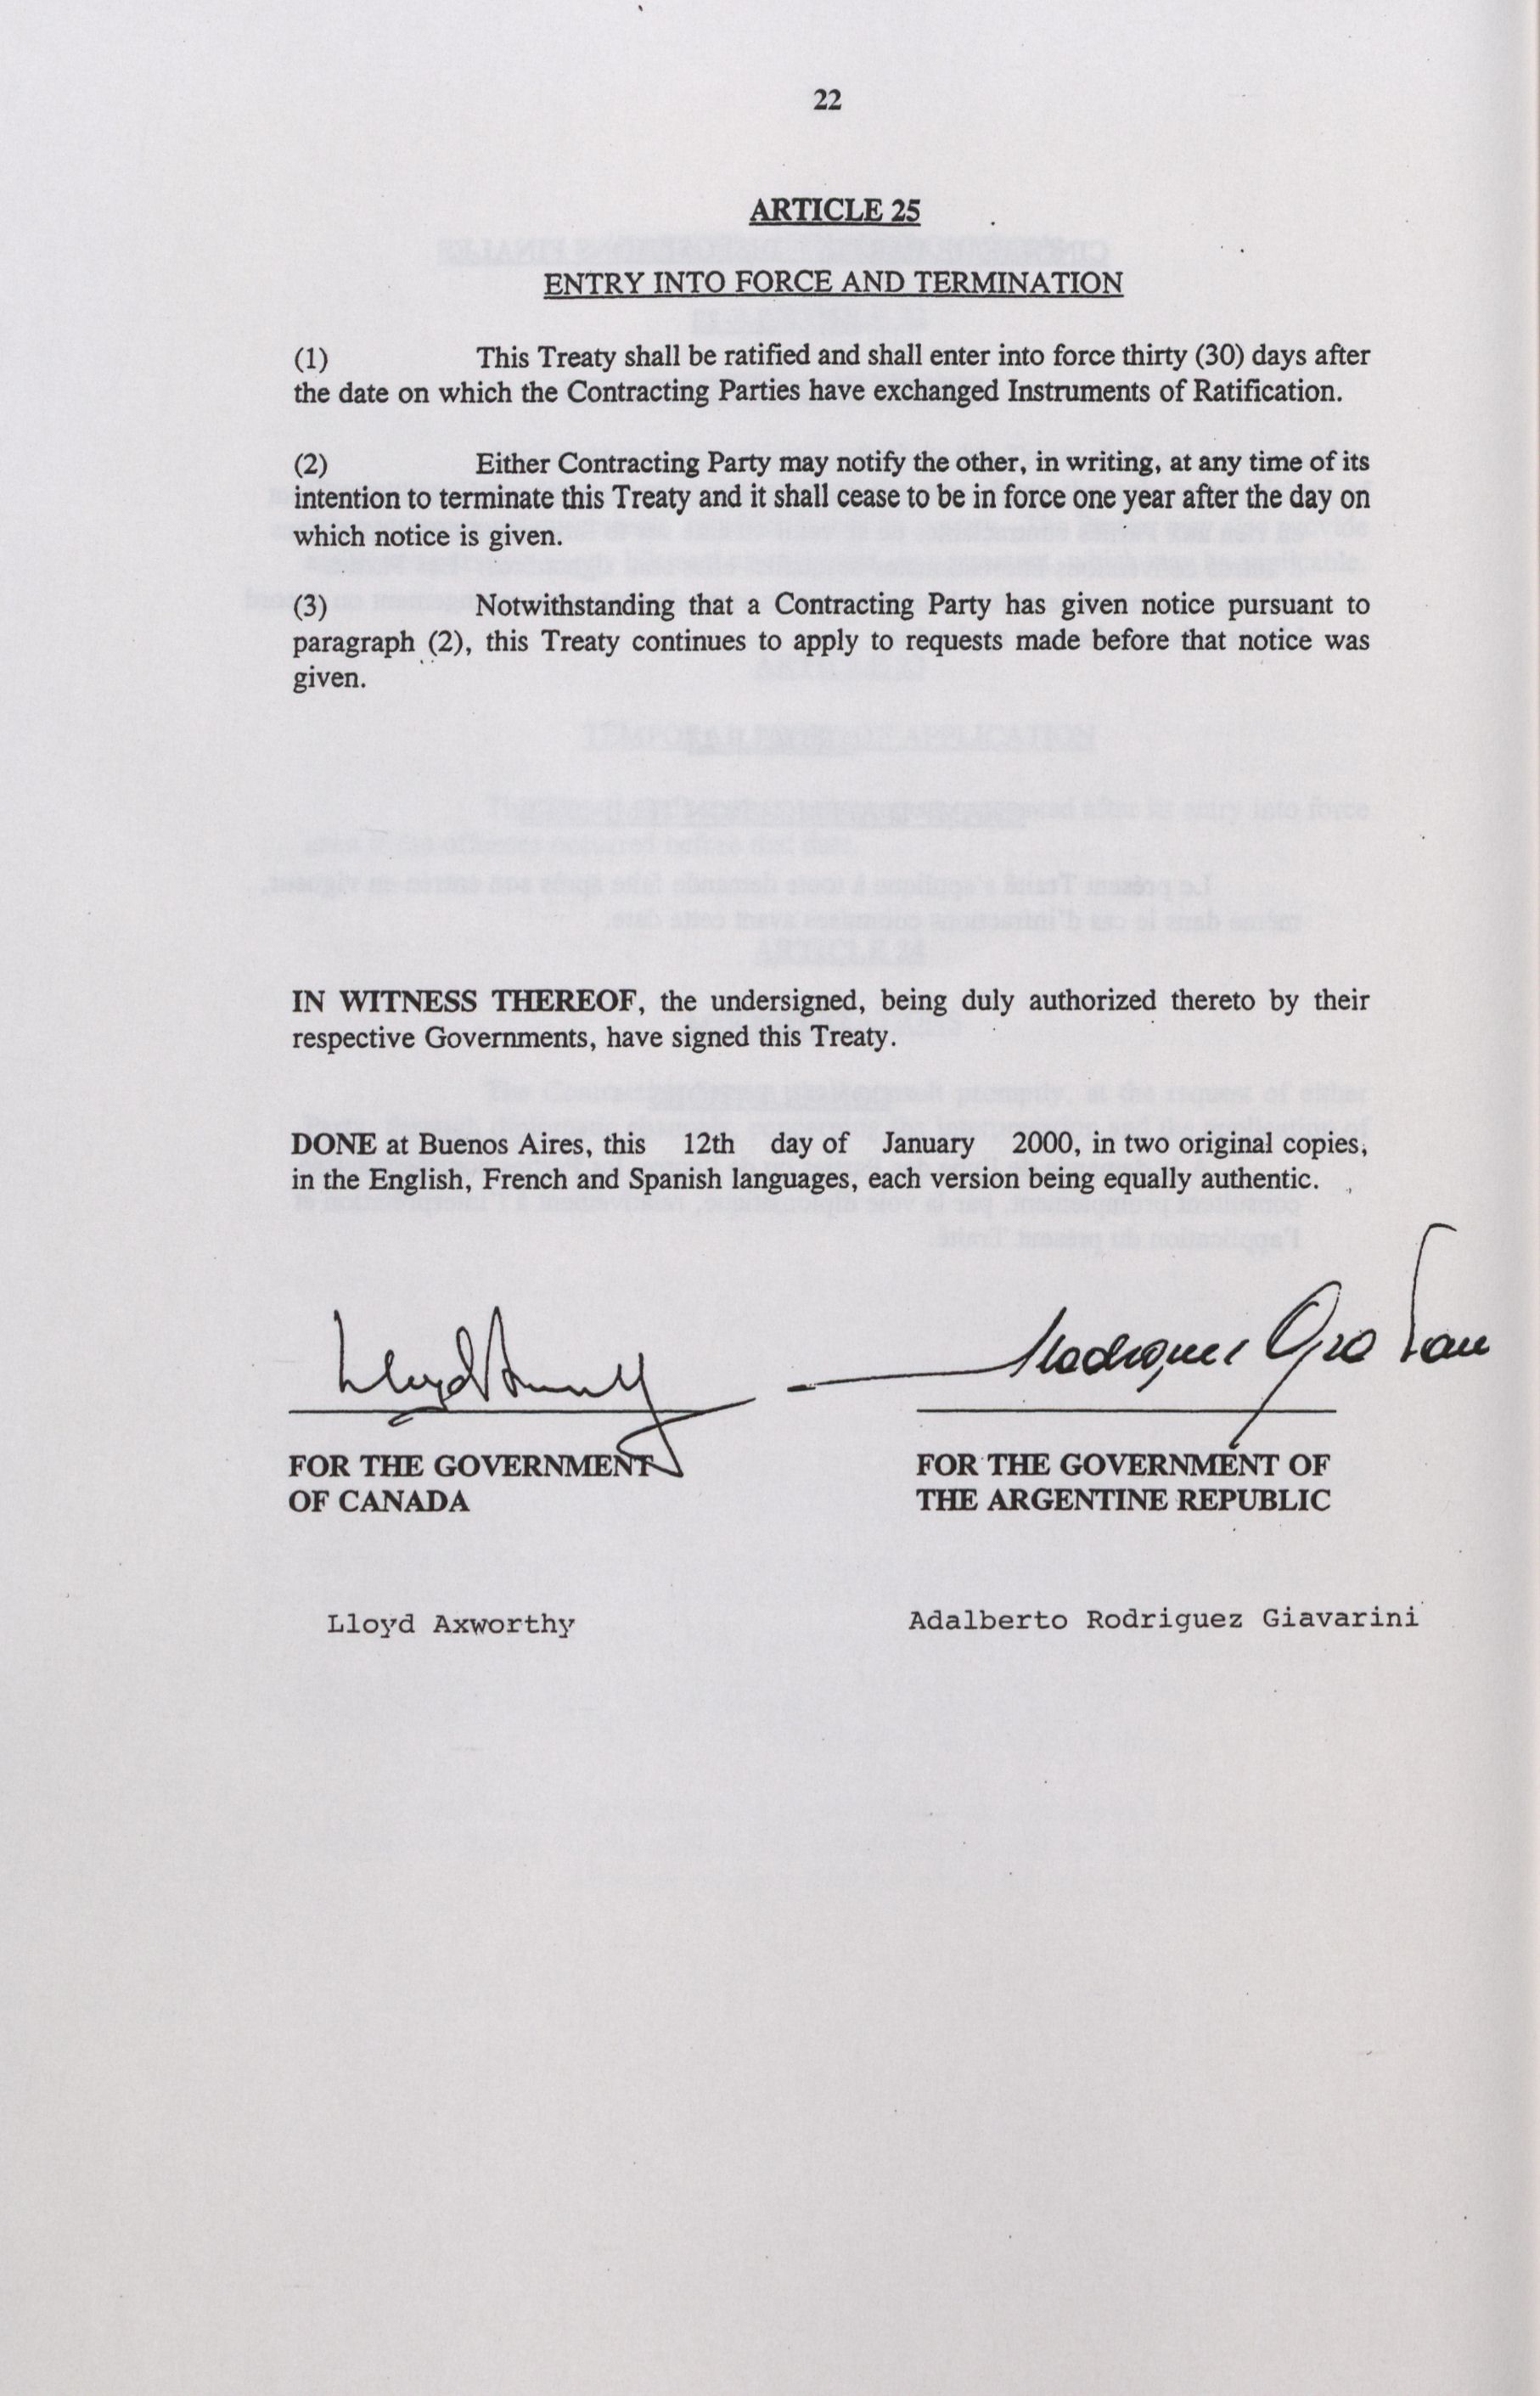 22
ARTICLE 25
ENTRY INTO FORCE AND TERMINATION
(1) This Treaty shall be ratified and shall enter into force thirty (30) days after
the date on which the Contracting Parties have exchanged Instruments of Ratification.
(2) Either Contracting Party may notify the other, in writing, at any time of its
intention to terminate this Treaty and it shall cease to be in force one year after the day on
which notice is given.
(3) Notwithstanding that a Contracting Party has given notice pursuant to
paragraph (2), this Treaty continues to apply to requests made before that notice was
given.
IN WITNESS THEREOF, the undersigned, being duly authorized thereto by their
respective Governments, have signed this Treaty.
DONE at Buenos Aires, this 12th day of January 2000, in two original copies,
in the English, French and Spanish languages, each version being equally authentic.
FOR THE GOVERNMENT
OF CANADA
FOR THE GOVERNMENT OF
THE ARGENTINE REPUBLIC
Lloyd Axworthy
Adalberto Rodriguez Giavarini